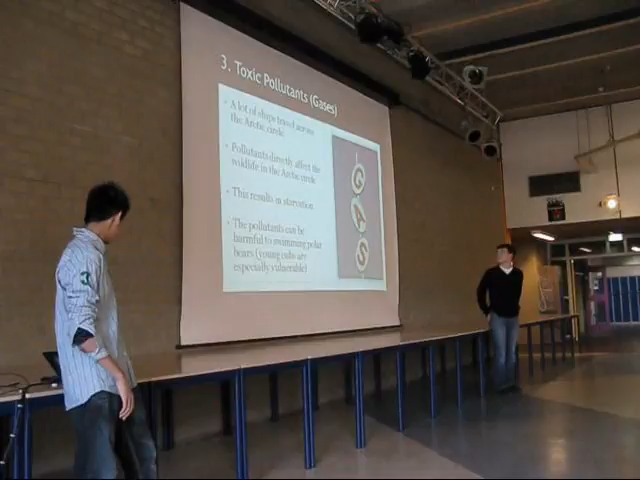 3. Toxic Pollutants (Gases)
A lot of shape travel across
the Arctic circle
Pollutants directly affect the
wildlife in the Arctic circle
This results in starvation
The pollutants can be
harmful to swimming polar
bears (young cubs are
especially vulnerable)
G
A
S
3